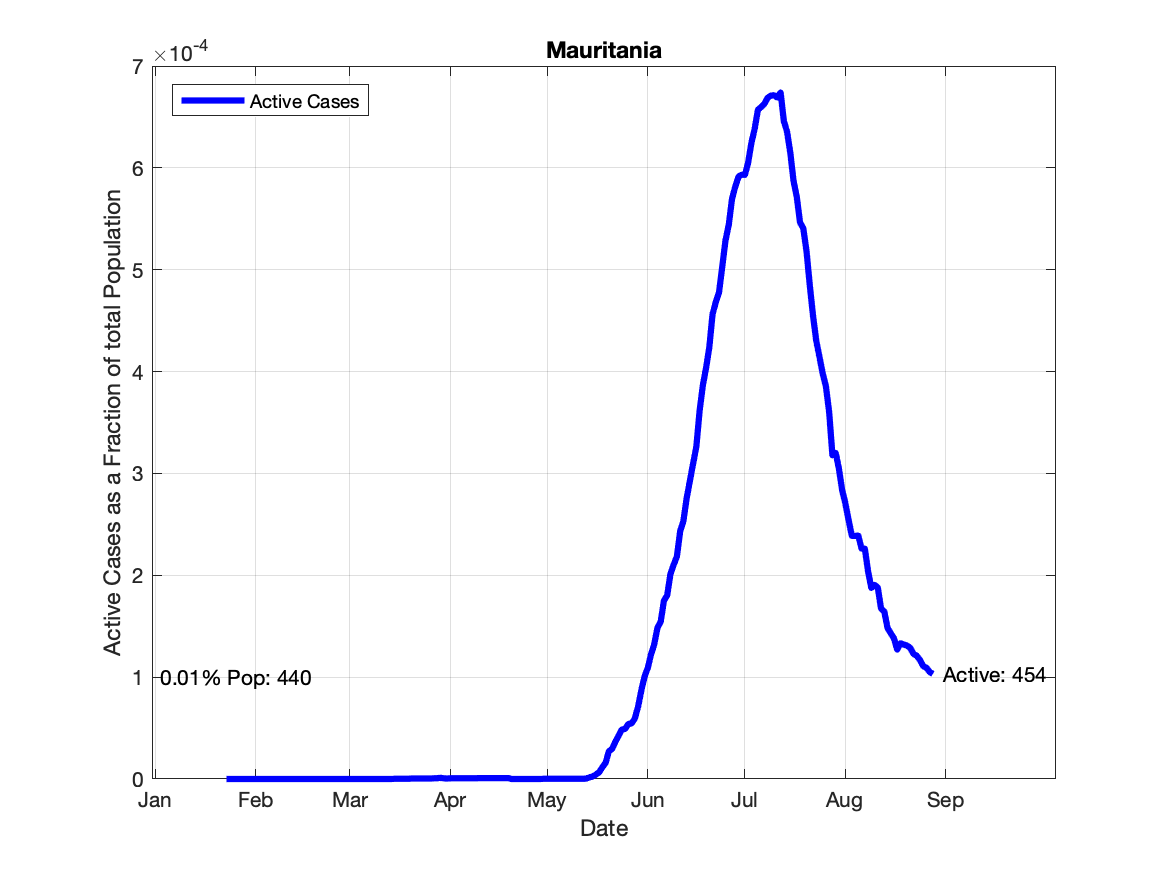 Mauritania
×10-4
Active Cases
7
6
5
4
3
2
1
0
Active Cases as a Fraction of total Population
0.01% Pop: 440
Active: 454
Jan Feb Mar Apr May Jun Jul Aug Sep
Date